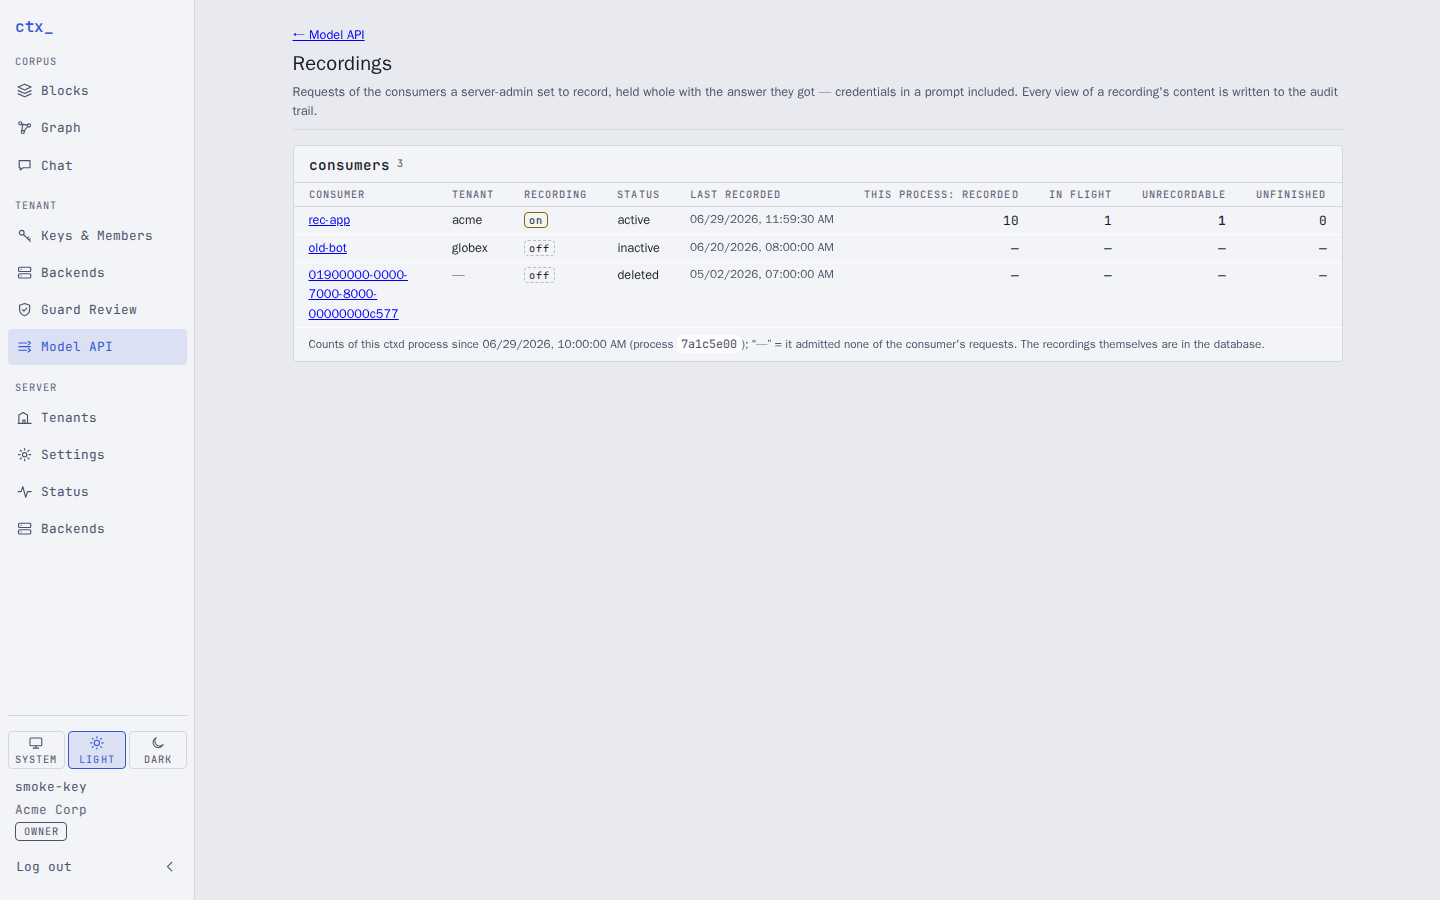 ctx_
CORPUS
Blocks
Graph
Chat
TENANT
Keys & Members
Backends
Guard Review
Model API
SERVER
Tenants
Settings
Status
Backends
SYSTEM LIGHT DARK
smoke-key
Acme Corp
OWNER
Log out
← Model API
Recordings
Requests of the consumers a server-admin set to record, held whole with the answer they got — credentials in a prompt included. Every view of a recording's content is written to the audit
trail.
consumers 3
CONSUMER TENANT RECORDING STATUS LAST RECORDED THIS PROCESS: RECORDED IN FLIGHT UNRECORDABLE UNFINISHED
rec-app acme on active 06/29/2026, 11:59:30 AM 10 1 1 0
old-bot globex off inactive 06/20/2026, 08:00:00 AM — — — —
01900000-0000- — off deleted 05/02/2026, 07:00:00 AM — — — —
7000-8000-
00000000c577
Counts of this ctxd process since 06/29/2026, 10:00:00 AM (process 7a1c5e00 ); “—” = it admitted none of the consumer's requests. The recordings themselves are in the database.